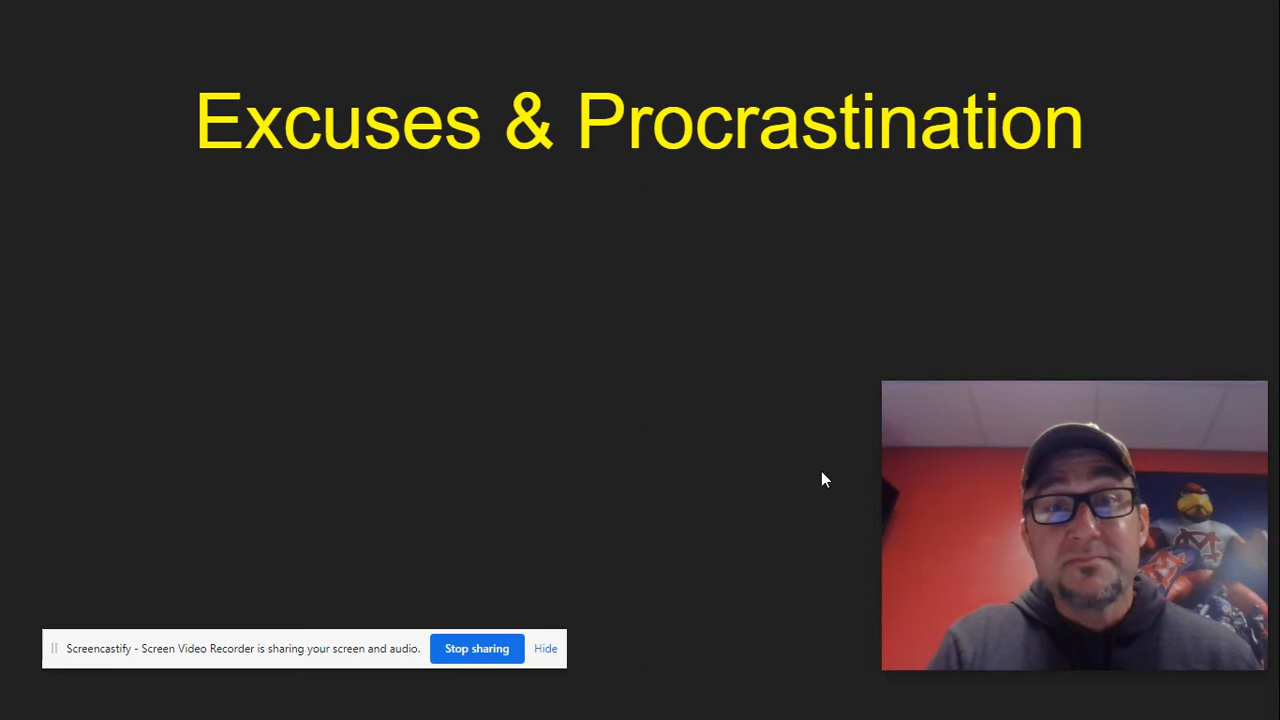 Excuses & Procrastination
Screencastify - Screen Video Recorder is sharing your screen and audio. Stop sharing Hide